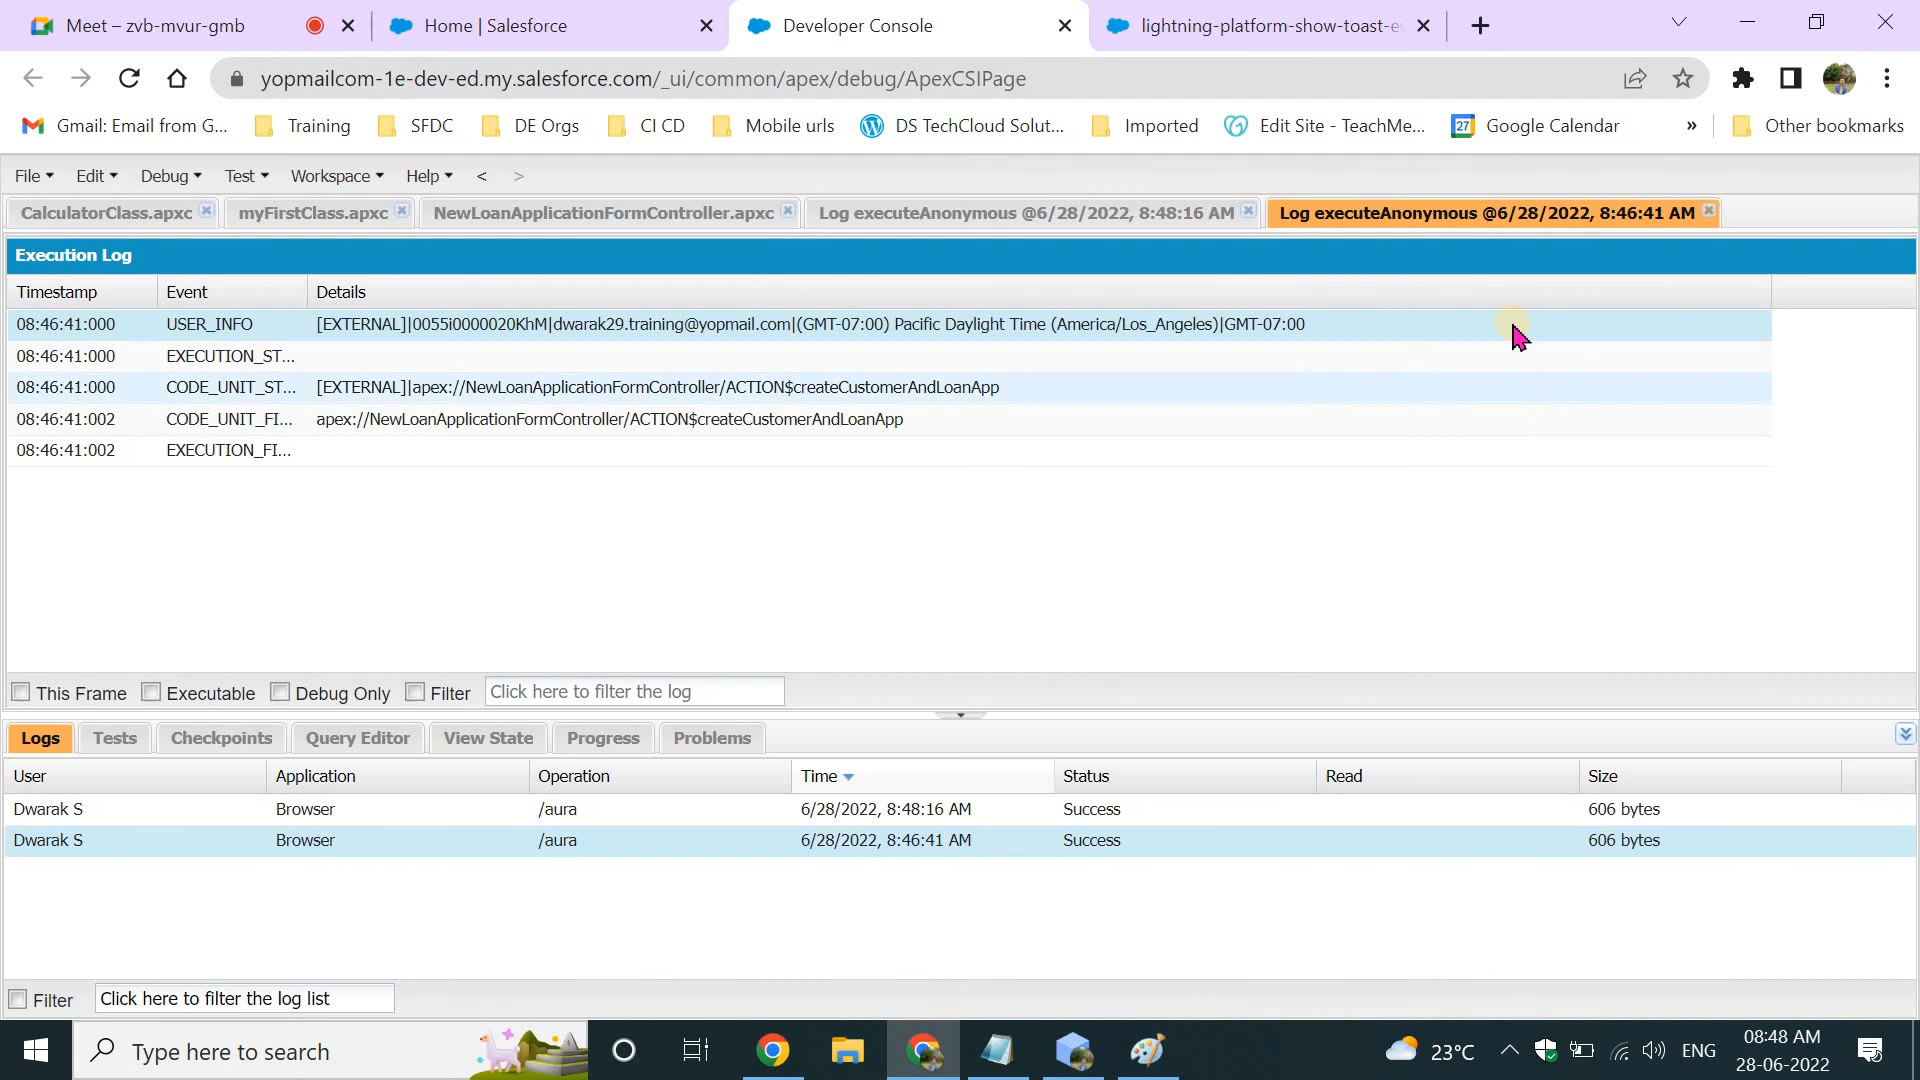 Meet – zvb-mvur-gmb
Home | Salesforce
Developer Console
lightning-platform-show-toast-e
yopmailcom-1e-dev-ed.my.salesforce.com/_ui/common/apex/debug/ApexCSIPage
Gmail: Email from G...
Training
SFDC
DE Orgs
CI CD
Mobile urls
DS TechCloud Solut...
Imported
Edit Site - TeachMe...
27
Google Calendar
»
Other bookmarks
File
Edit
Debug
Test
Workspace
Help
<
>
CalculatorClass.apxc
myFirstClass.apxc
NewLoanApplicationFormController.apxc
Log executeAnonymous @6/28/2022, 8:48:16 AM
Log executeAnonymous @6/28/2022, 8:46:41 AM
Execution Log
Timestamp Event Details
08:46:41:000 USER_INFO [EXTERNAL]|0055i0000020KhM|dwarak29.training@yopmail.com|(GMT-07:00) Pacific Daylight Time (America/Los_Angeles)|GMT-07:00
08:46:41:000 EXECUTION_ST...
08:46:41:000 CODE_UNIT_ST... [EXTERNAL]|apex://NewLoanApplicationFormController/ACTION$createCustomerAndLoanApp
08:46:41:002 CODE_UNIT_FI... apex://NewLoanApplicationFormController/ACTION$createCustomerAndLoanApp
08:46:41:002 EXECUTION_FI...
This Frame Executable Debug Only Filter Click here to filter the log
Logs Tests Checkpoints Query Editor View State Progress Problems
User Application Operation Time Status Read Size
Dwarak S Browser /aura 6/28/2022, 8:48:16 AM Success 606 bytes
Dwarak S Browser /aura 6/28/2022, 8:46:41 AM Success 606 bytes
Filter Click here to filter the log list
Type here to search
23°C
ENG
08:48 AM
28-06-2022